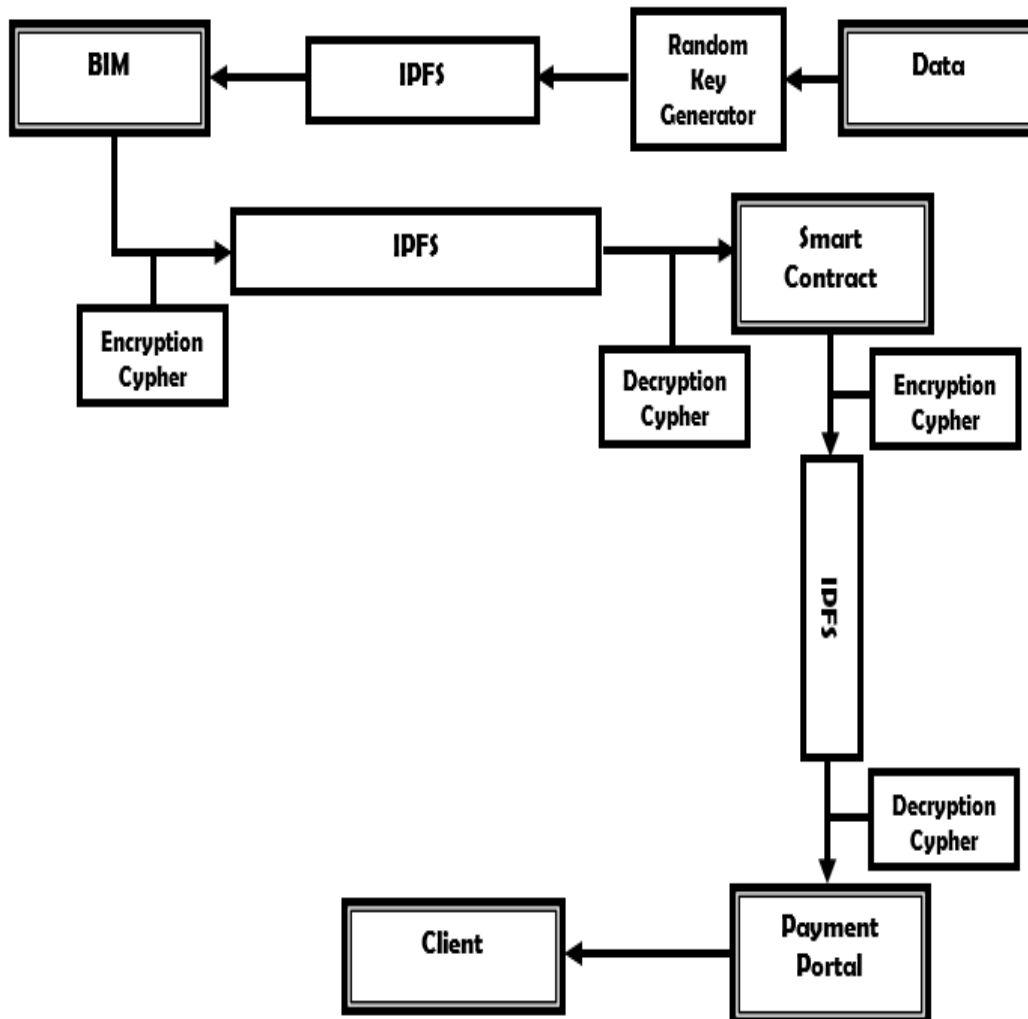 BIM
IPFS
Random
Key
Generator
Data
IPFS
Smart
Contract
Encryption
Cypher
Decryption
Cypher
Encryption
Cypher
IPFS
Decryption
Cypher
Client
Payment
Portal